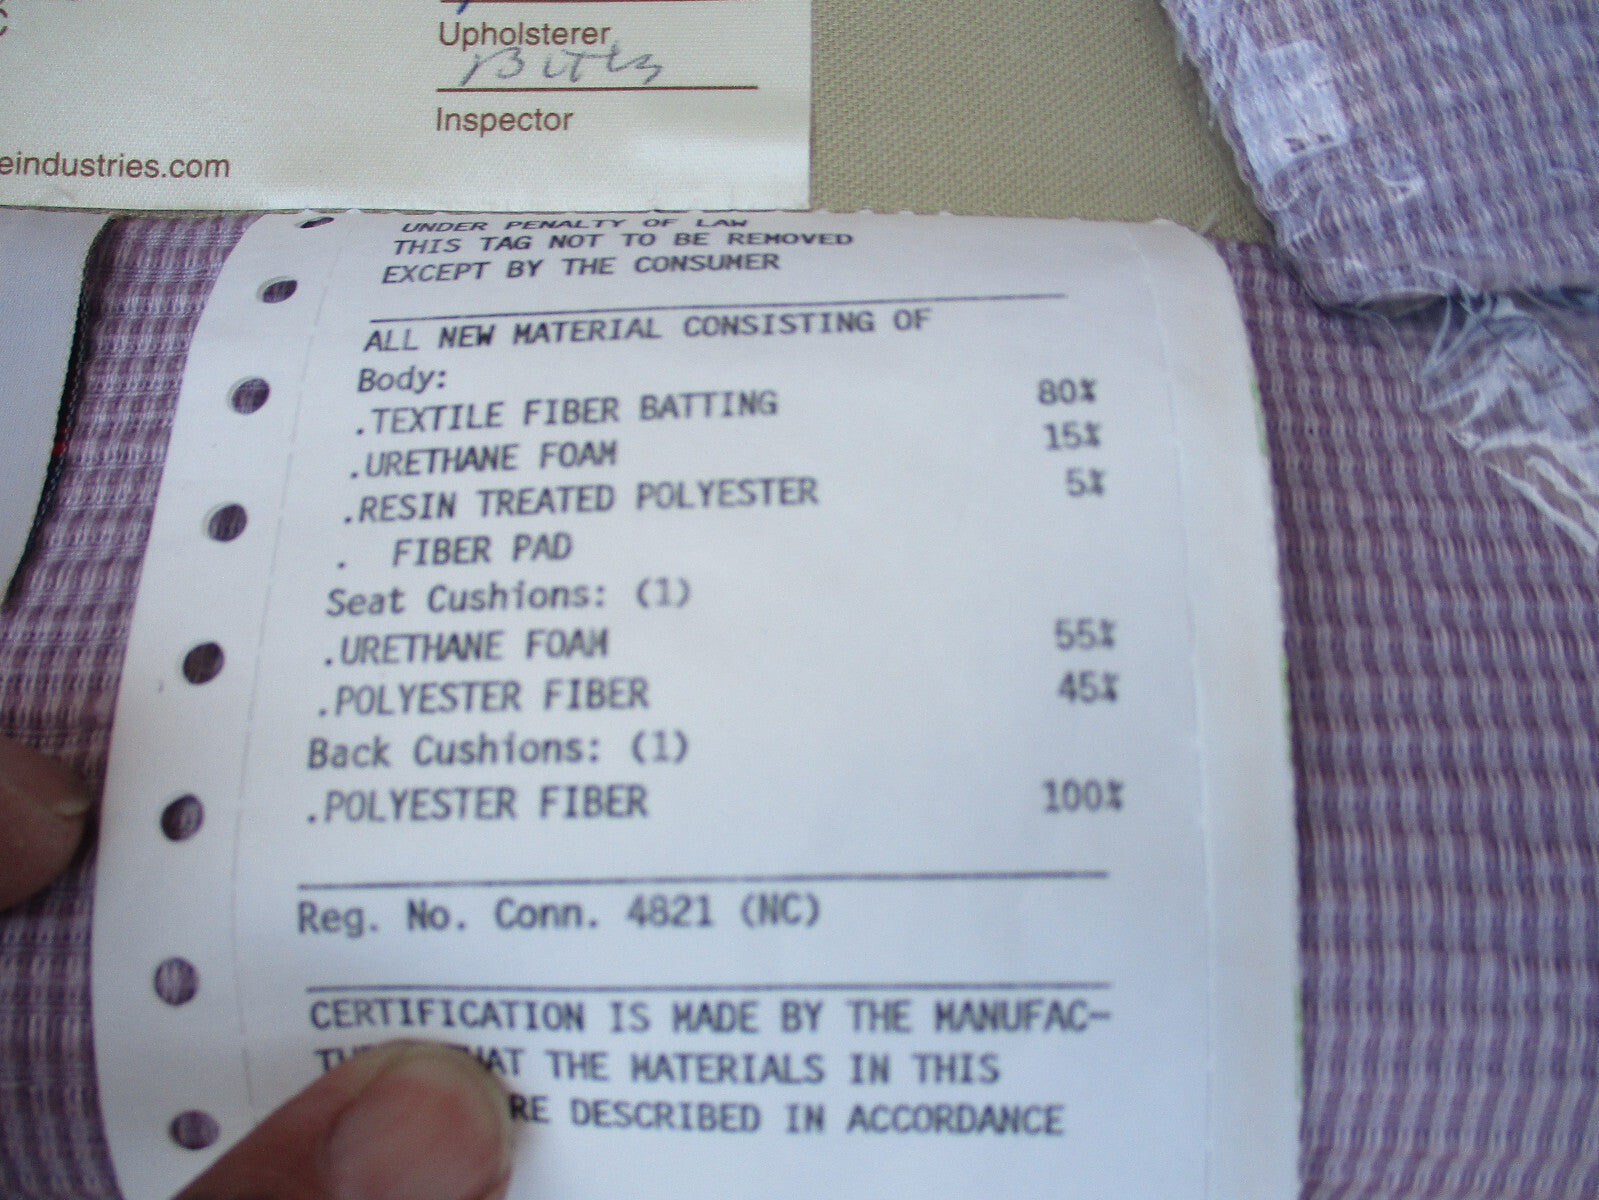 Upholsterer
Inspector
eindustries.com
UNDER PENALTY OF LAW
THIS TAG NOT TO BE REMOVED
EXCEPT BY THE CONSUMER
ALL NEW MATERIAL CONSISTING OF
Body:
.TEXTILE FIBER BATTING 80%
.URETHANE FOAM 15%
.RESIN TREATED POLYESTER 5%
. FIBER PAD
Seat Cushions: (1)
.URETHANE FOAM 55%
.POLYESTER FIBER 45%
Back Cushions: (1)
.POLYESTER FIBER 100%
Reg. No. Conn. 4821 (NC)
CERTIFICATION IS MADE BY THE MANUFAC-
THE MATERIALS IN THIS
DESCRIBED IN ACCORDANCE